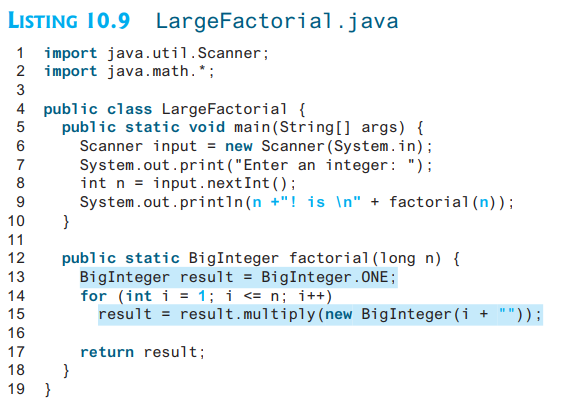 LISTING 10.9 LargeFactorial.java
1 import java.util.Scanner;
2 import java.math.*;
3
4 public class LargeFactorial {
5   public static void main(String[] args) {
6     Scanner input = new Scanner(System.in);
7     System.out.print("Enter an integer: ");
8     int n = input.nextInt();
9     System.out.println(n +"! is \n" + factorial(n));
10   }
11
12   public static BigInteger factorial(long n) {
13     BigInteger result = BigInteger.ONE;
14     for (int i = 1; i <= n; i++)
15       result = result.multiply(new BigInteger(i + ""));
16
17     return result;
18   }
19 }